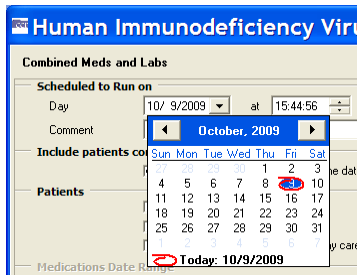 Human Immunodeficiency Viru
Combined Meds and Labs
Scheduled to Run on
Day 10/ 9/2009 at 15:44:56
Comment
October, 2009
Include patients co
Sun Mon Tue Wed Thu Fri Sat
27 28 29 30 1 2 3
e da
4 5 6 7 8 9 10
Patients
11 12 13 14 15 16 17
18 19 20 21 22 23 24
25 26 27 28 29 30 31
1 2 3 4 5 6 7
y care
Today: 10/9/2009
Medications Date Range